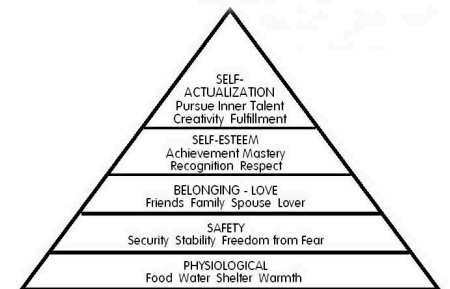 SELF-
ACTUALIZATION
Pursue Inner Talent
Creativity Fulfillment
SELF-ESTEEM
Achievement Mastery
Recognition Respect
BELONGING - LOVE
Friends Family Spouse Lover
SAFETY
Security Stability Freedom from Fear
PHYSIOLOGICAL
Food Water Shelter Warmth